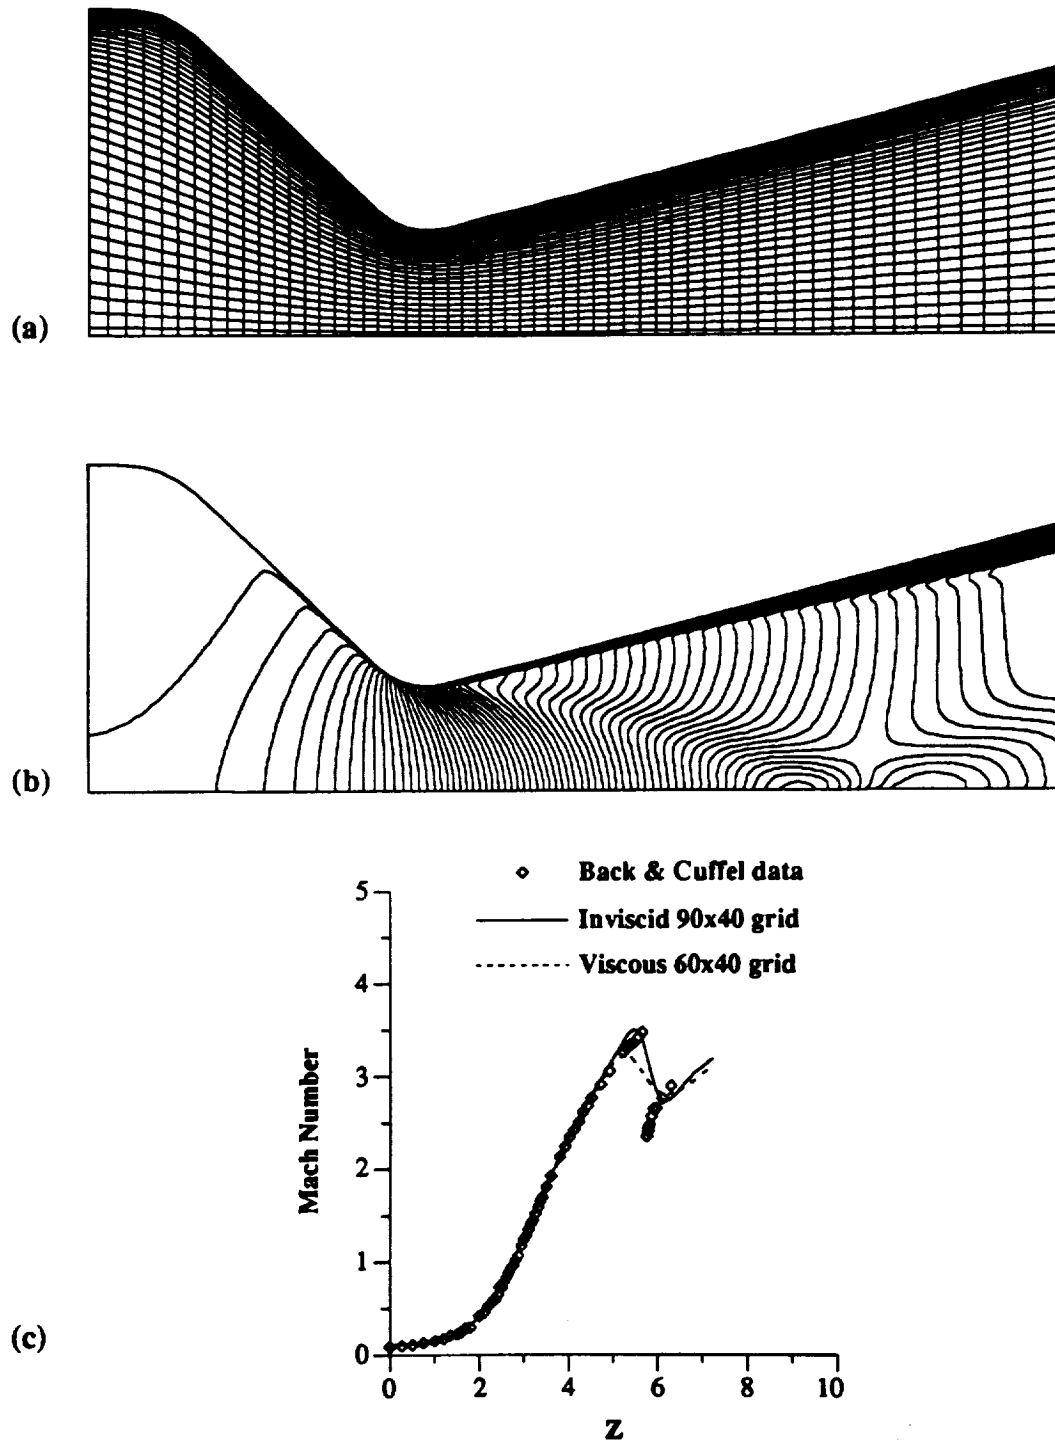 (a)
(b)
Back & Cuffel data
Inviscid 90x40 grid
Viscous 60x40 grid
5
4
3
2
1
0
Mach Number
0 2 4 6 8 10
z
(c)